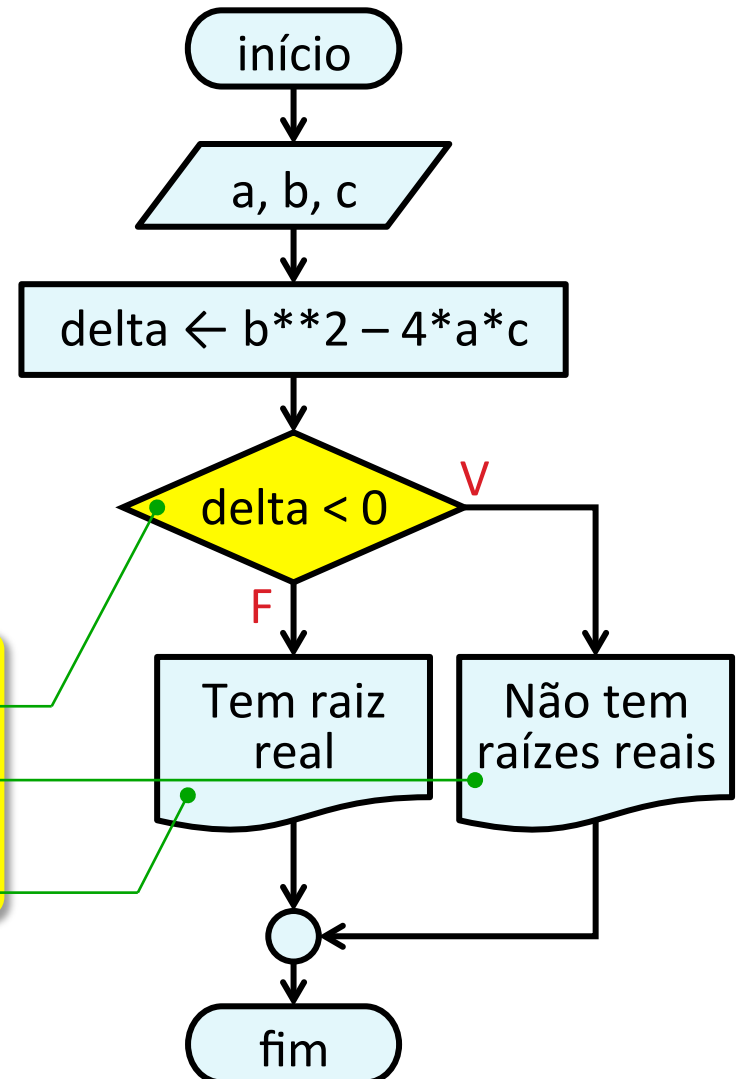 início
a, b, c
delta ← b**2 – 4*a*c
delta < 0
V
F
Tem raiz
real
Não tem
raízes reais
fim